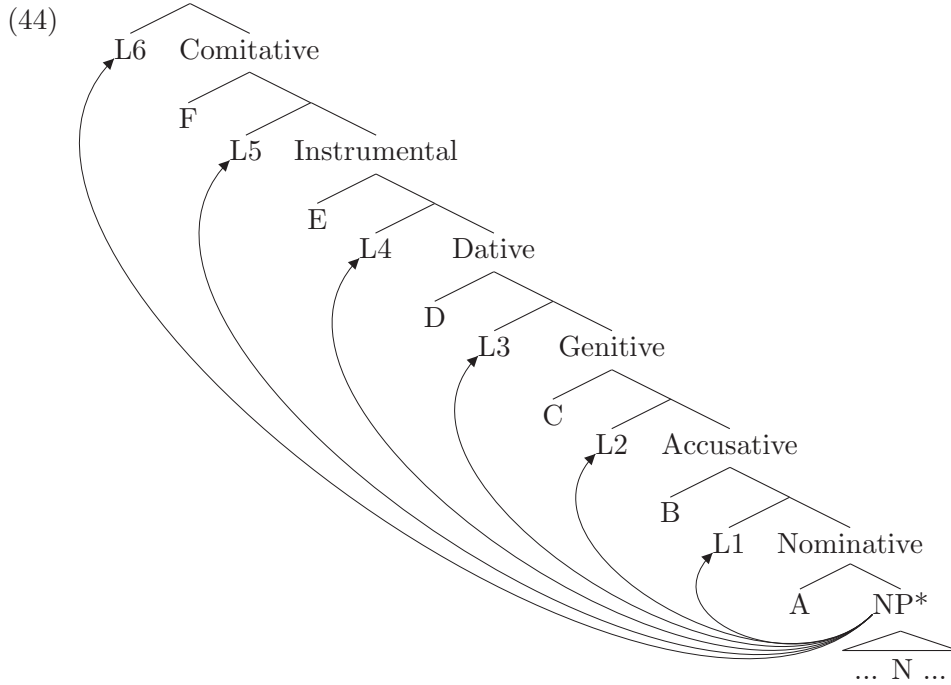 (44)
L6 Comitative
F
L5 Instrumental
E
L4 Dative
D
L3 Genitive
C
L2 Accusative
B
L1 Nominative
A NP*
... N ...